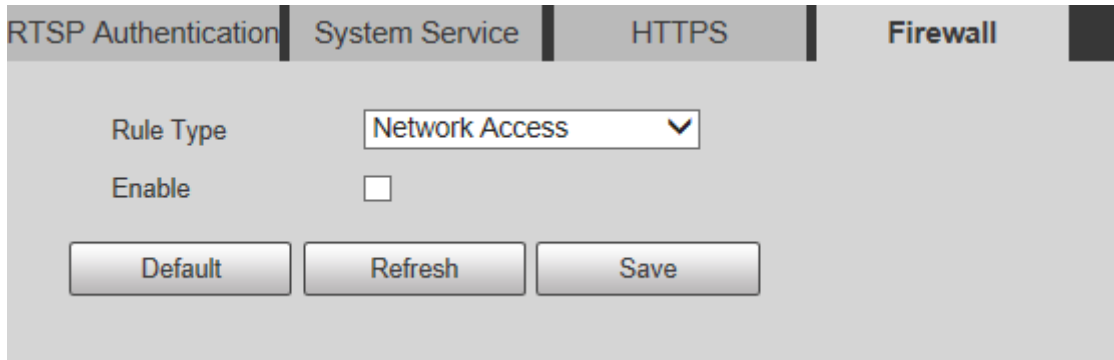 RTSP Authentication System Service HTTPS Firewall
Rule Type Network Access
Enable
Default Refresh Save